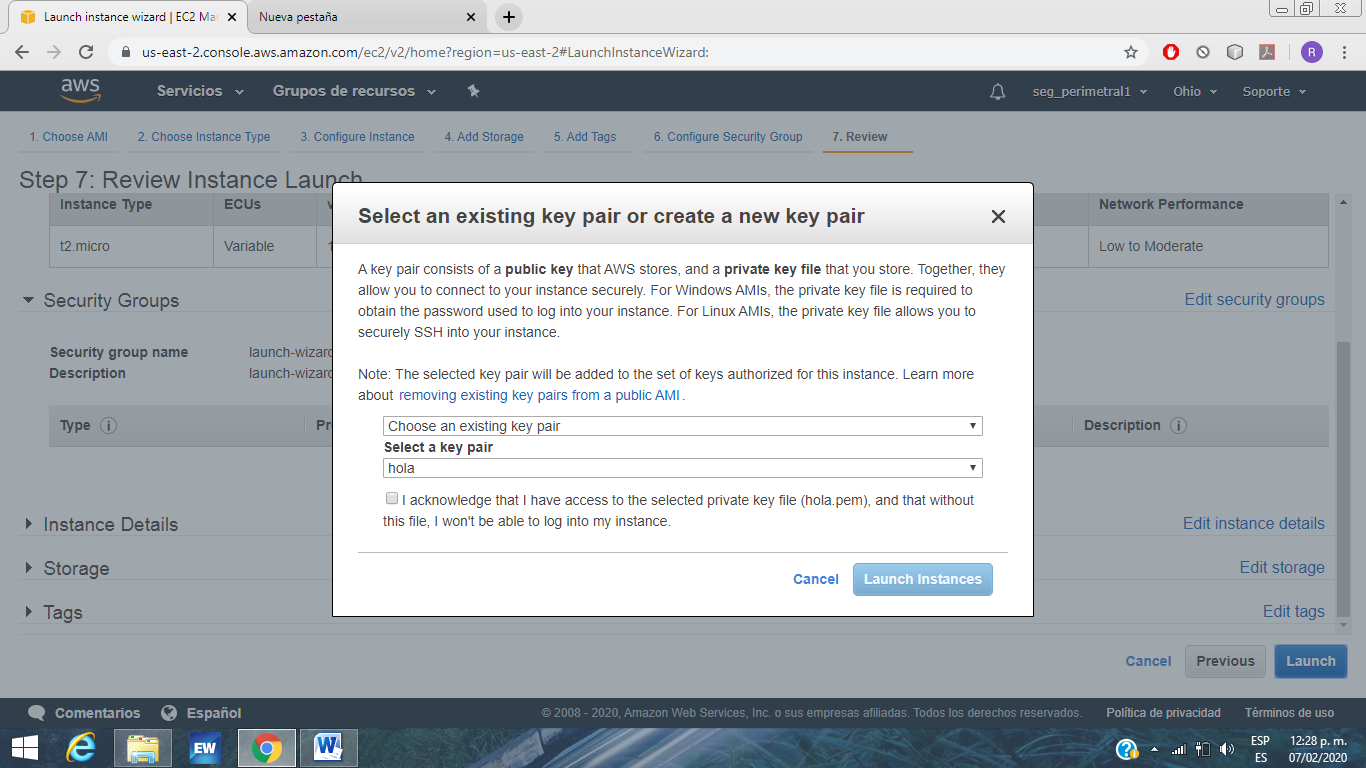 Launch instance wizard | EC2 Mar
Nueva pestaña
us-east-2.console.aws.amazon.com/ec2/v2/home?region=us-east-2#LaunchInstanceWizard:
R
aws
Servicios
Grupos de recursos
seg_perimetral1
Ohio
Soporte
1. Choose AMI
2. Choose Instance Type
3. Configure Instance
4. Add Storage
5. Add Tags
6. Configure Security Group
7. Review
Step 7: Review Instance Launch
Instance Type
ECUs
Network Performance
t2.micro
Variable
Low to Moderate
Security Groups
Edit security groups
Security group name
launch-wizard
Description
launch-wizard
Type
Description
Instance Details
Edit instance details
Storage
Edit storage
Tags
Edit tags
Select an existing key pair or create a new key pair
A key pair consists of a public key that AWS stores, and a private key file that you store. Together, they
allow you to connect to your instance securely. For Windows AMIs, the private key file is required to
obtain the password used to log into your instance. For Linux AMIs, the private key file allows you to
securely SSH into your instance.
Note: The selected key pair will be added to the set of keys authorized for this instance. Learn more
about removing existing key pairs from a public AMI .
Choose an existing key pair
Select a key pair
hola
I acknowledge that I have access to the selected private key file (hola.pem), and that without
this file, I won't be able to log into my instance.
Cancel
Launch Instances
Cancel
Previous
Launch
Comentarios
Español
© 2008 - 2020, Amazon Web Services, Inc. o sus empresas afiliadas. Todos los derechos reservados.
Política de privacidad
Términos de uso
EW
ESP
ES
12:28 p. m.
07/02/2020